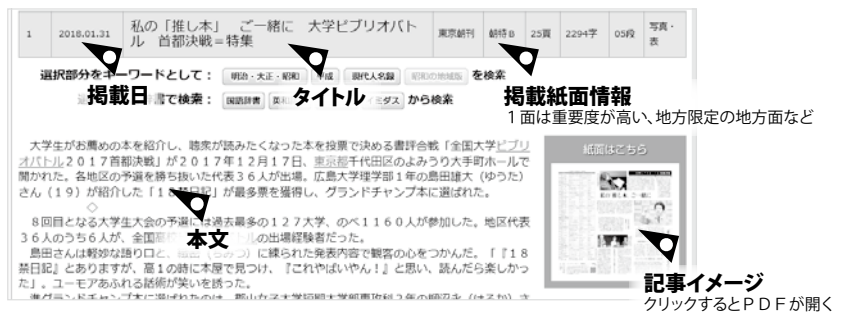 1 2018.01.31 私の「推し本」 ご一緒に 大学ビブリオバト
ル 首都決戦=特集 東京朝刊 朝特B 25頁 2294字 05段 写真・
表
選択部分をキーワードとして: 明治・大正・昭和 平成 現代人名録 昭和の地域版 を検索
掲載日 書で検索: 国語辞書 英和 タイトル イミダス から検索 掲載紙面情報
1面は重要度が高い、地方限定の地方面など
大学生がお薦めの本を紹介し、聴衆が読みたくなった本を投票で決める書評合戦「全国大学ビブリ
オバトル2017首都決戦」が2017年12月17日、東京都千代田区のよみうり大手町ホールで
開かれた。各地区の予選を勝ち抜いた代表36人が出場。広島大学理学部1年の島田雄大(ゆうた)
さん(19)が紹介した「18禁日記」が最多票を獲得し、グランドチャンプ本に選ばれた。
◇
8回目となる大学生大会の予選には過去最多の127大学、のべ1160人が参加した。地区代表
36人のうち6人が、全国 本文 の出場経験者だった。
島田さんは軽妙な語り口と、 に練られた発表内容で観客の心をつかんだ。「『18
禁日記』とありますが、高1の時に本屋で見つけ、『これやばいやん!』と思い、読んだら楽しかっ
た」。ユーモアあふれる話術が笑いを誘った。
紙面はこちら
記事イメージ
クリックするとPDFが開く